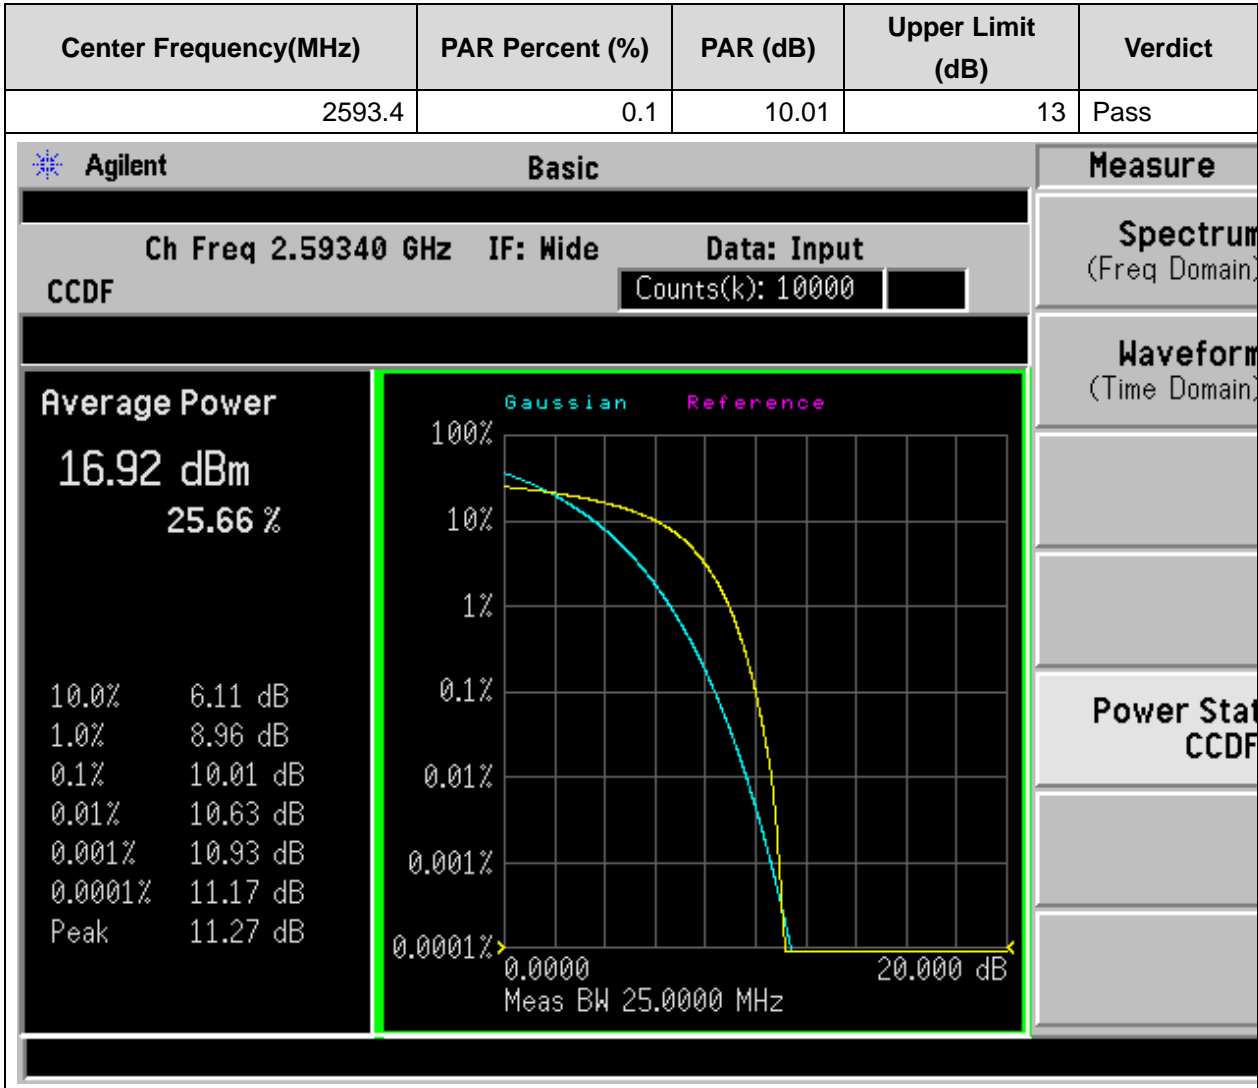 Center Frequency(MHz) PAR Percent (%) PAR (dB) Upper Limit (dB) Verdict
2593.4 0.1 10.01 13 Pass
Agilent Basic Measure
Ch Freq 2.59340 GHz IF: Wide Data: Input
CCDF Counts(k): 10000
Average Power
16.92 dBm
25.66 %
10.0% 6.11 dB
1.0% 8.96 dB
0.1% 10.01 dB
0.01% 10.63 dB
0.001% 10.93 dB
0.0001% 11.17 dB
Peak 11.27 dB
Gaussian Reference
100%
10%
1%
0.1%
0.01%
0.001%
0.0001%
0.0000 20.000 dB
Meas BW 25.0000 MHz
Spectrum
(Freq Domain)
Waveform
(Time Domain)
Power Stat
CCDF